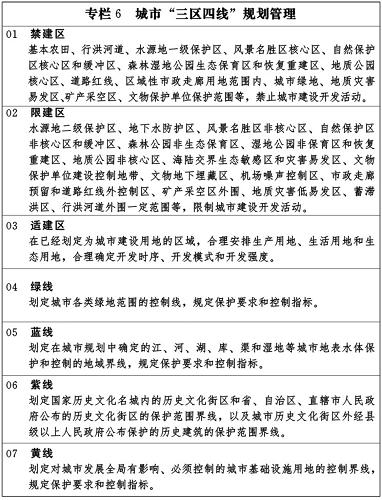 专栏6 城市“三区四线”规划管理
01 禁建区
基本农田、行洪河道、水源地一级保护区、风景名胜区核心区、自然保护
区核心区和缓冲区、森林湿地公园生态保育区和恢复重建区、地质公园
核心区、道路红线、区域性市政走廊用地范围内、城市绿地、地质灾害
易发区、矿产采空区、文物保护单位保护范围等，禁止城市建设开发活动。
02 限建区
水源地二级保护区、地下水防护区、风景名胜区非核心区、自然保护区
非核心区和缓冲区、森林公园非生态保育区、湿地公园非保育区和恢复
重建区、地质公园非核心区、海陆交界生态敏感区和灾害易发区、文物
保护单位建设控制地带、文物地下埋藏区、机场噪声控制区、市政走廊
预留和道路红线外控制区、矿产采空区外围、地质灾害低易发区、蓄滞
洪区、行洪河道外围一定范围等，限制城市建设开发活动。
03 适建区
在已经划定为城市建设用地的区域，合理安排生产用地、生活用地和生
态用地，合理确定开发时序、开发模式和开发强度。
04 绿线
划定城市各类绿地范围的控制线，规定保护要求和控制指标。
05 蓝线
划定在城市规划中确定的江、河、湖、库、渠和湿地等城市地表水体保
护和控制的地域界线，规定保护要求和控制指标。
06 紫线
划定国家历史文化名城内的历史文化街区和省、自治区、直辖市人民政
府公布的历史文化街区的保护范围界线，以及城市历史文化街区外经县
级以上人民政府公布保护的历史建筑的保护范围界线。
07 黄线
划定对城市发展全局有影响、必须控制的城市基础设施用地的控制界线，
规定保护要求和控制指标。